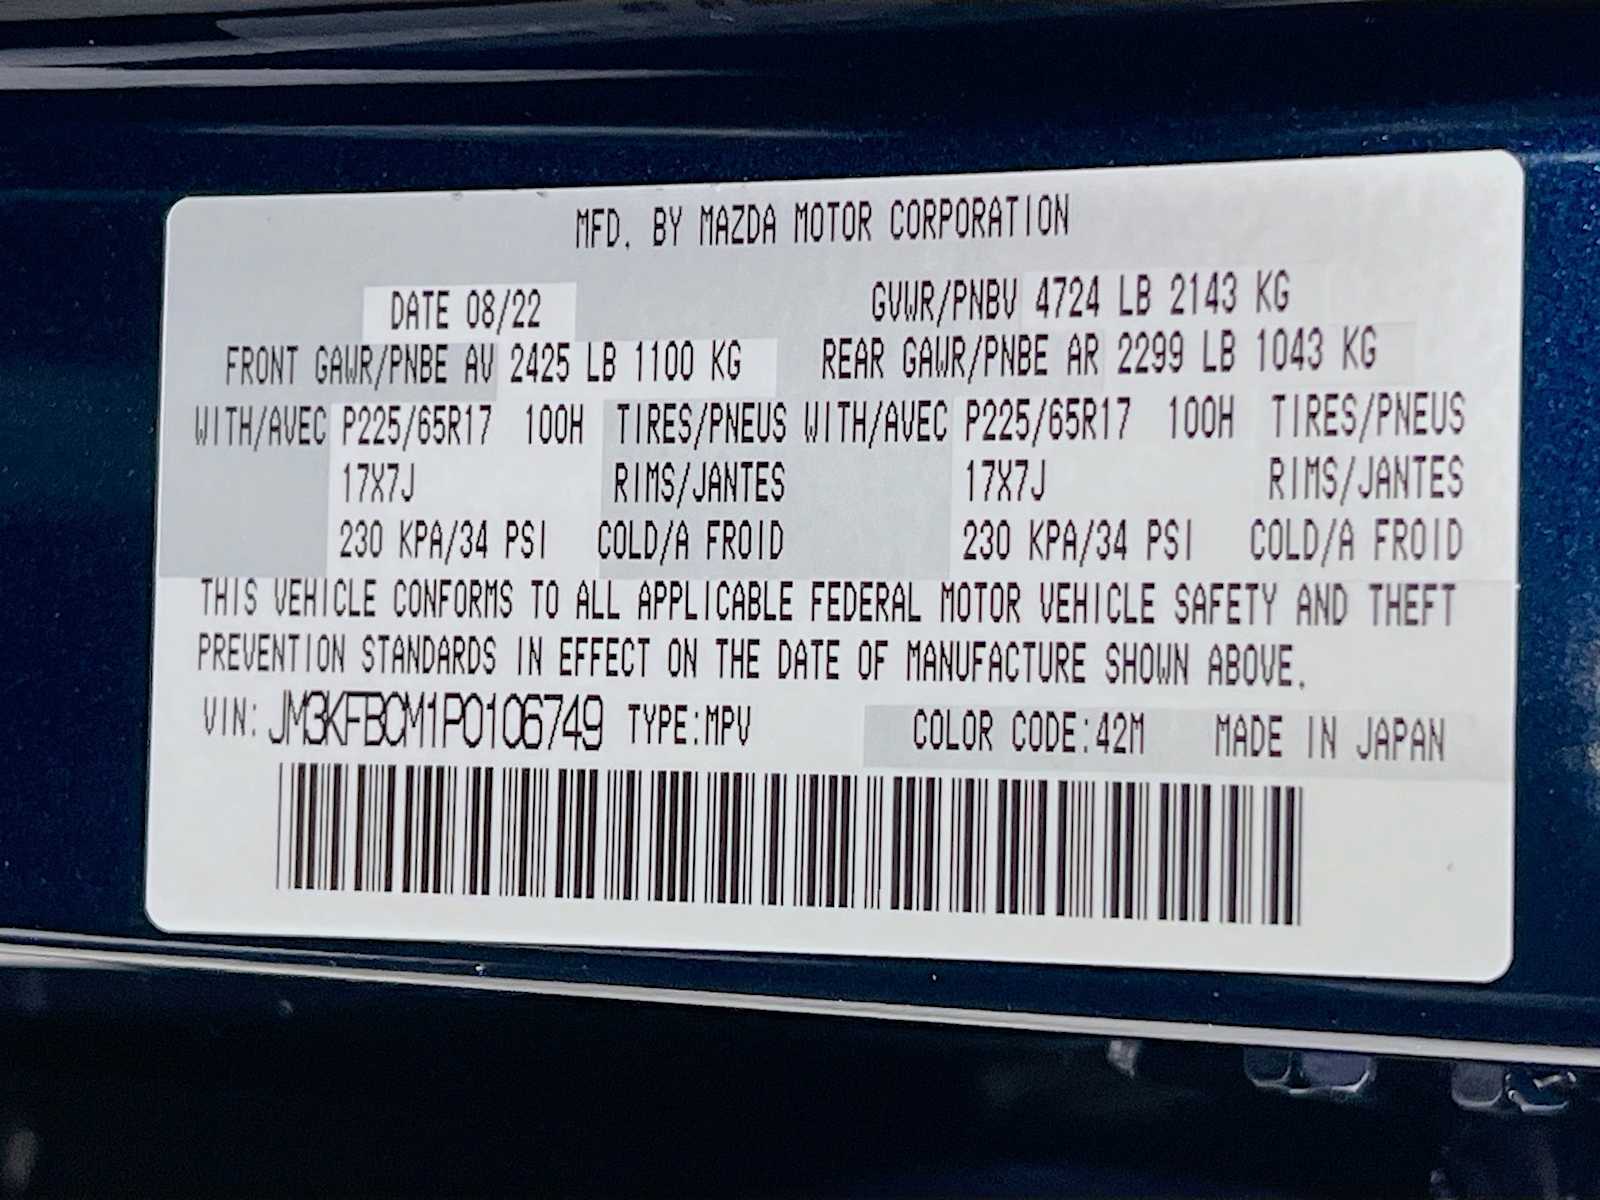 MFD. BY MAZDA MOTOR CORPORATION
DATE 08/22 GVWR/PNBV 4724 LB 2143 KG
FRONT GAWR/PNBE AV 2425 LB 1100 KG REAR GAWR/PNBE AR 2299 LB 1043 KG
WITH/AVEC P225/65R17 100H TIRES/PNEUS WITH/AVEC P225/65R17 100H TIRES/PNEUS
17X7J RIMS/JANTES 17X7J RIMS/JANTES
230 KPA/34 PSI COLD/A FROID 230 KPA/34 PSI COLD/A FROID
THIS VEHICLE CONFORMS TO ALL APPLICABLE FEDERAL MOTOR VEHICLE SAFETY AND THEFT
PREVENTION STANDARDS IN EFFECT ON THE DATE OF MANUFACTURE SHOWN ABOVE.
VIN: JM3KFBCM1P0106749 TYPE:MPV COLOR CODE:42M MADE IN JAPAN